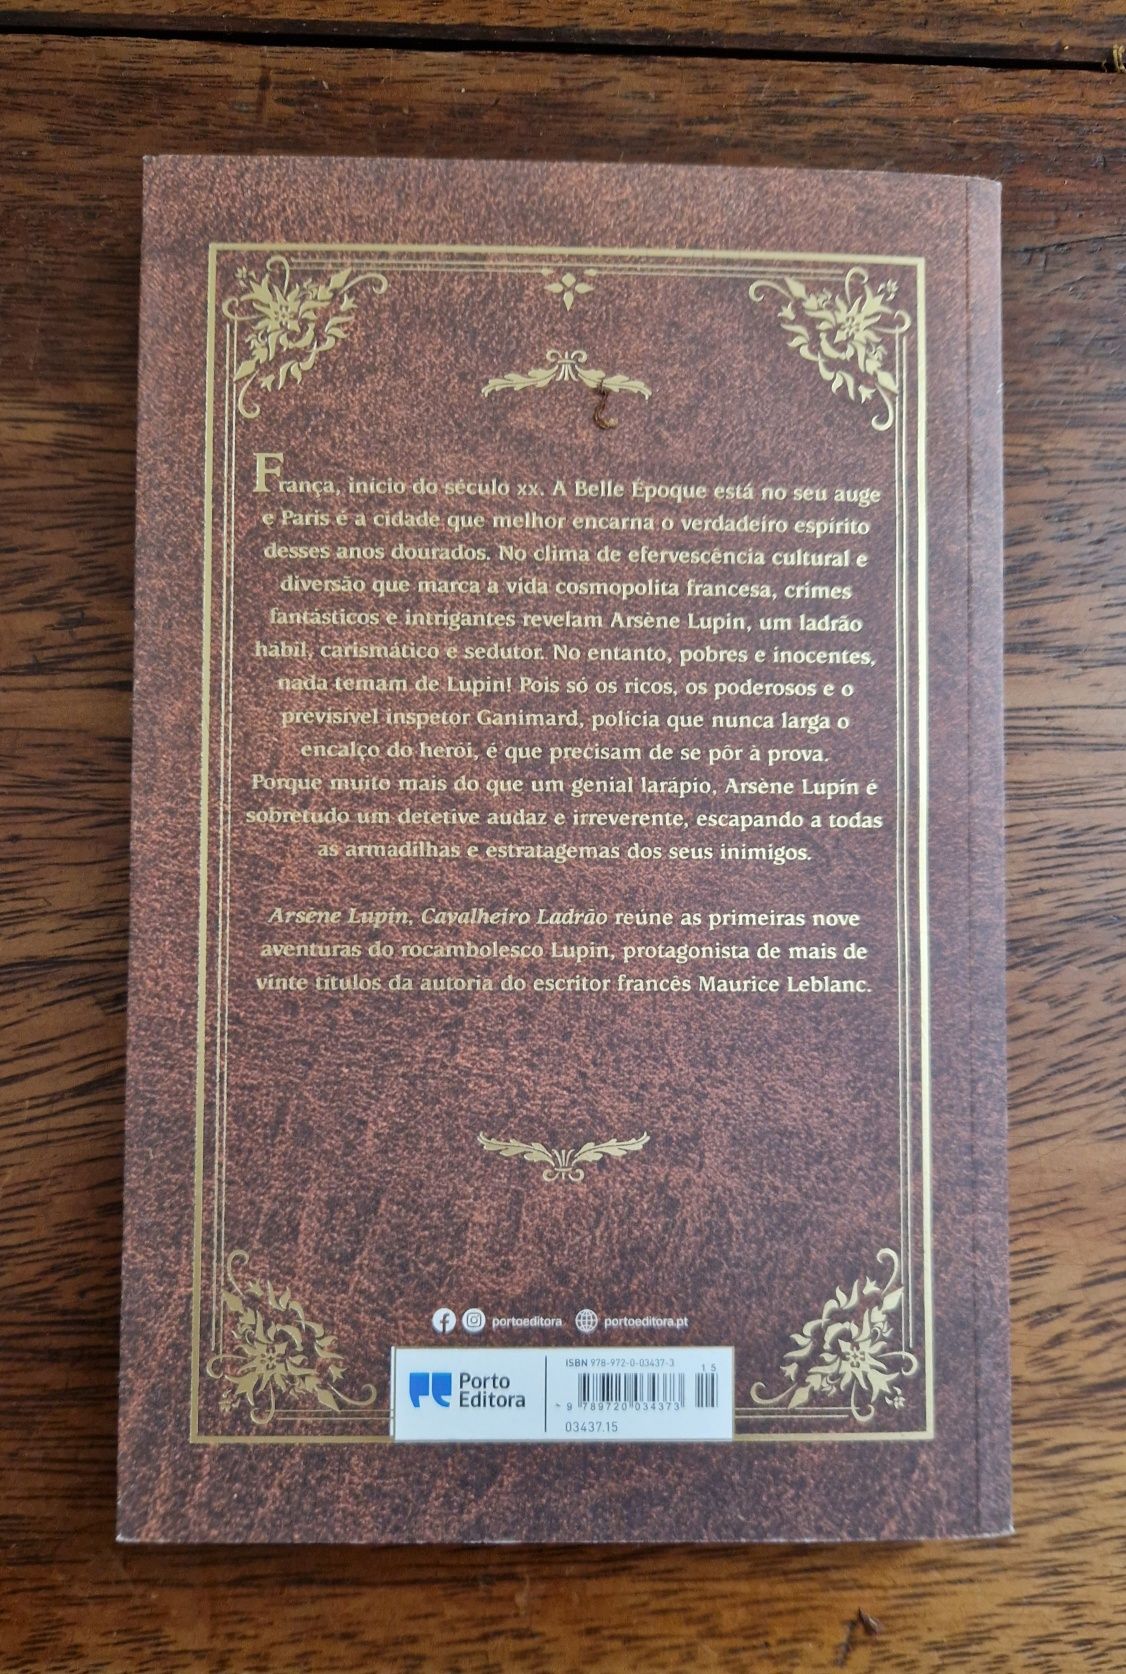 França, início do século XX. A Belle Époque está no seu auge
e Paris é a cidade que melhor encarna o verdadeiro espírito
desses anos dourados. No clima de efervescência cultural e
diversão que marca a vida cosmopolita francesa, crimes
fantásticos e intrigantes revelam Arsène Lupin, um ladrão
hábil, carismático e sedutor. No entanto, pobres e inocentes,
nada temam de Lupin! Pois só os ricos, os poderosos e o
previsível inspetor Ganimard, polícia que nunca larga o
encalço do herói, é que precisam de se pôr à prova.
Porque muito mais do que um genial larápio, Arsène Lupin é
sobretudo um detetive audaz e irreverente, escapando a todas
as armadilhas e estratagemas dos seus inimigos.
Arsène Lupin, Cavalheiro Ladrão reúne as primeiras nove
aventuras do rocambolesco Lupin, protagonista de mais de
vinte títulos da autoria do escritor francês Maurice Leblanc.
portoeditora portoeditora.pt
Porto
Editora
ISBN 978-972-0-03437-3
15
9 789720 034373
03437.15